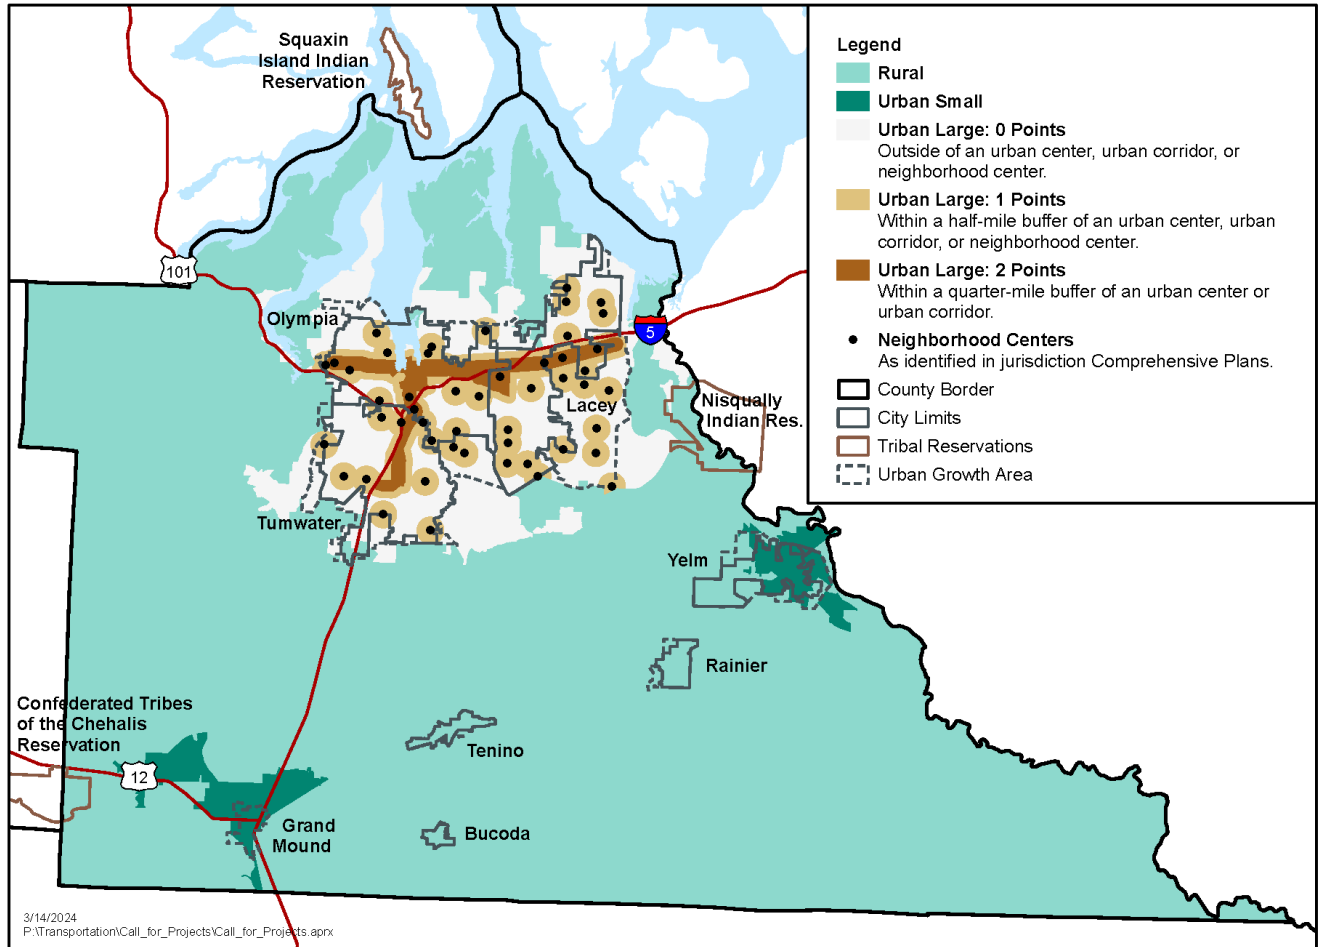 Squaxin
Island Indian
Reservation
101
Olympia
5
Lacey
Nisqually
Indian Res.
Tumwater
Yelm
Rainier
Confederated Tribes
of the Chehalis
Reservation
12
Tenino
Grand
Mound
Bucoda
Legend
Rural
Urban Small
Urban Large: 0 Points
Outside of an urban center, urban corridor, or
neighborhood center.
Urban Large: 1 Points
Within a half-mile buffer of an urban center, urban
corridor, or neighborhood center.
Urban Large: 2 Points
Within a quarter-mile buffer of an urban center or
urban corridor.
Neighborhood Centers
As identified in jurisdiction Comprehensive Plans.
County Border
City Limits
Tribal Reservations
Urban Growth Area
3/14/2024
P:\Transportation\Call_for_Projects\Call_for_Projects.aprx